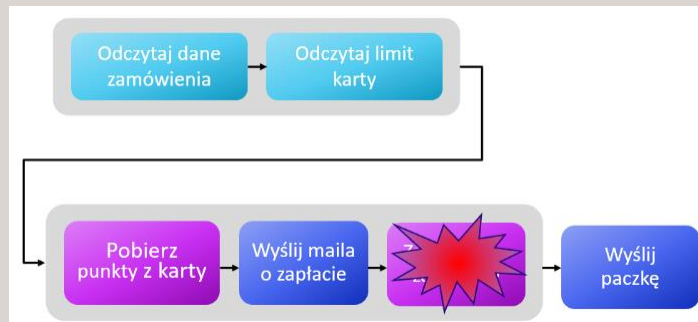 Odczytaj dane
zamówienia
Odczytaj limit
karty
Pobierz
punkty z karty
Wyślij maila
o zapłacie
Wyślij
paczkę